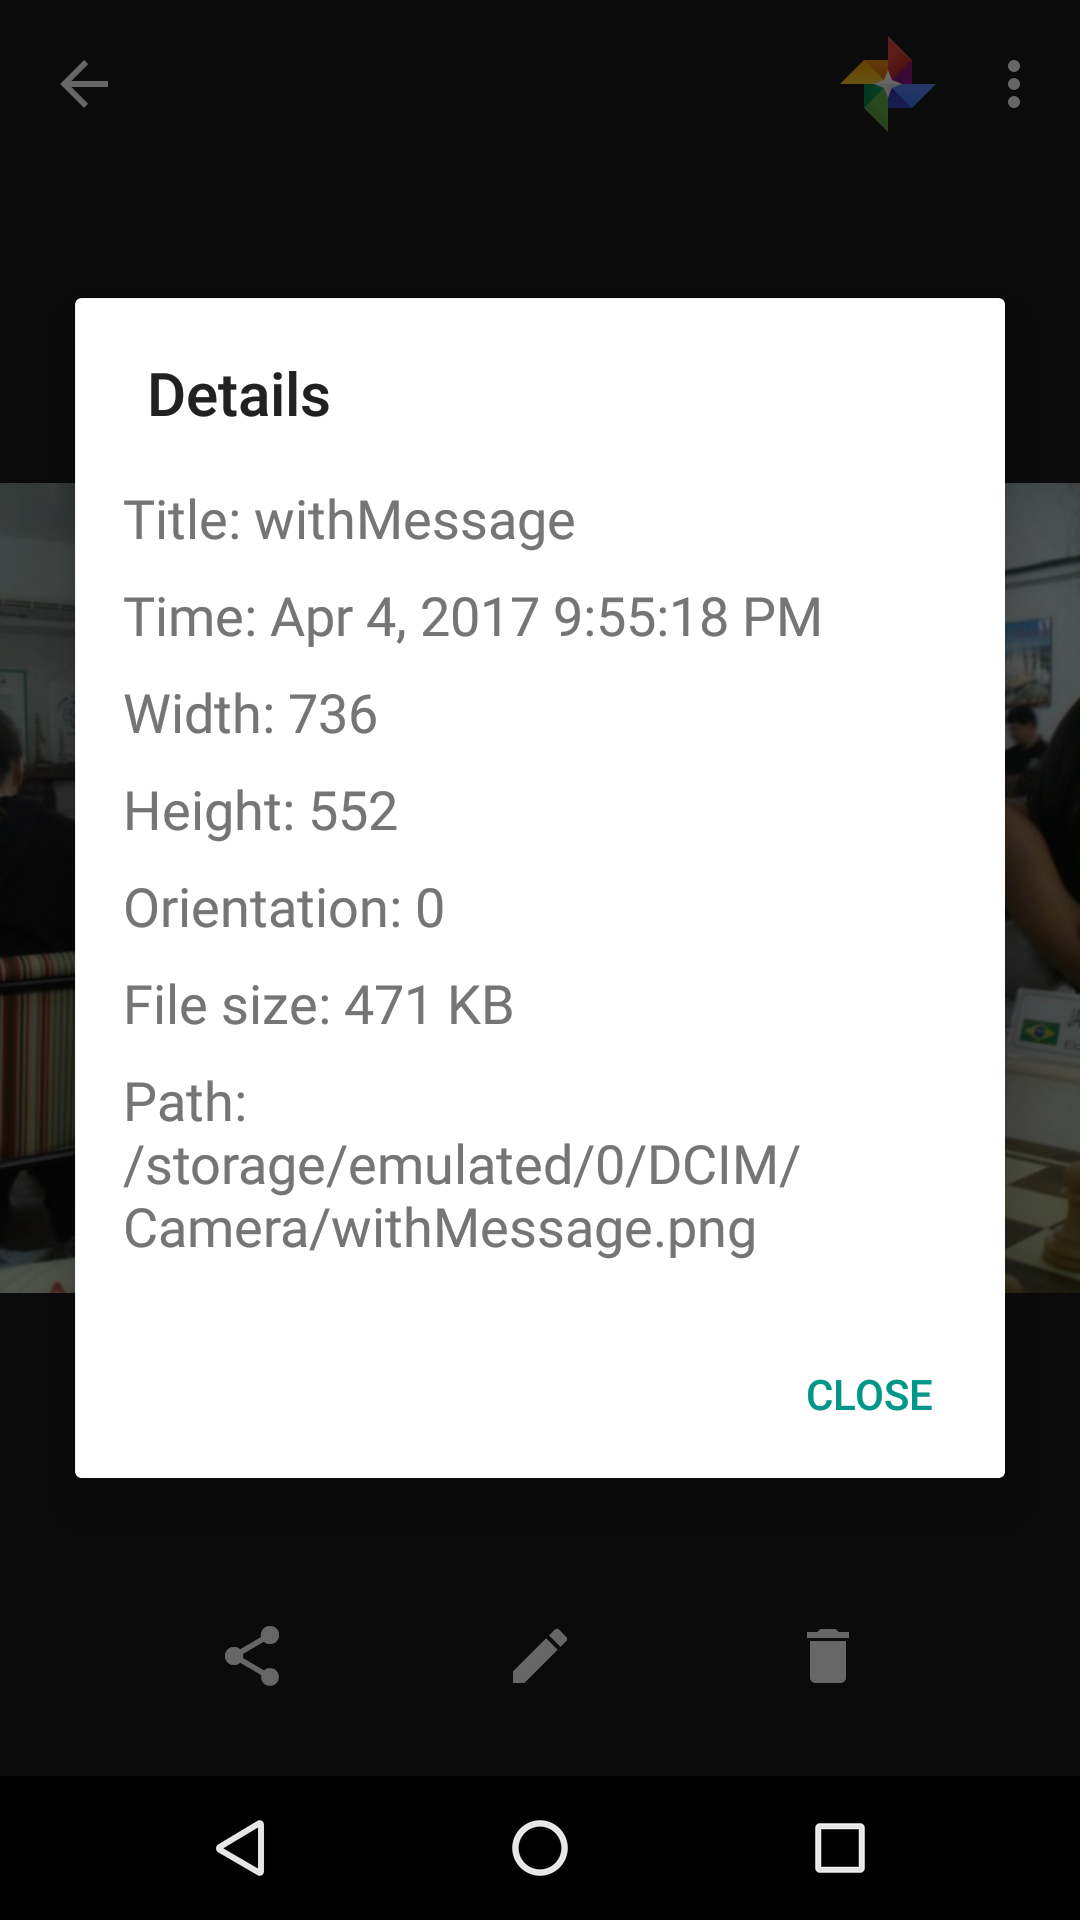 Details
Title: withMessage
Time: Apr 4, 2017 9:55:18 PM
Width: 736
Height: 552
Orientation: 0
File size: 471 KB
Path:
/storage/emulated/0/DCIM/
Camera/withMessage.png
CLOSE